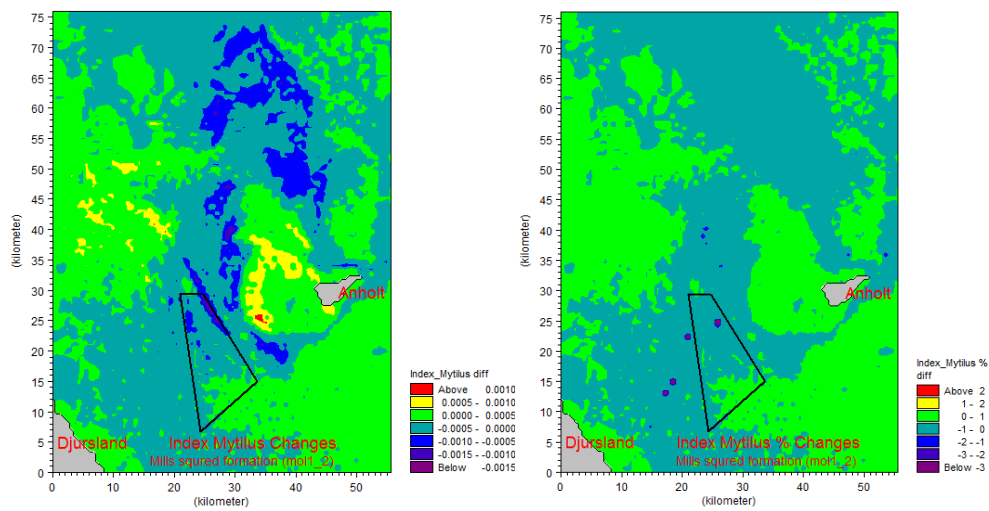 75
70
65
60
55
50
45
40
35
30
25
20
15
10
5
0
(kilometer)
0
10
20
30
40
50
(kilometer)
Anholt
Djursland
Index Mytilus Changes
Mills squred formation (mol1_2)
Index_Mytilus diff
Above 0.0010
0.0005 - 0.0010
0.0000 - 0.0005
-0.0005 - 0.0000
-0.0010 - -0.0005
-0.0015 - -0.0010
Below -0.0015
75
70
65
60
55
50
45
40
35
30
25
20
15
10
5
0
(kilometer)
0
10
20
30
40
50
(kilometer)
Anholt
Djursland
Index Mytilus % Changes
Mills squred formation (mol1_2)
Index_Mytilus %
diff
Above 2
1 - 2
0 - 1
-1 - 0
-2 - -1
-3 - -2
Below -3